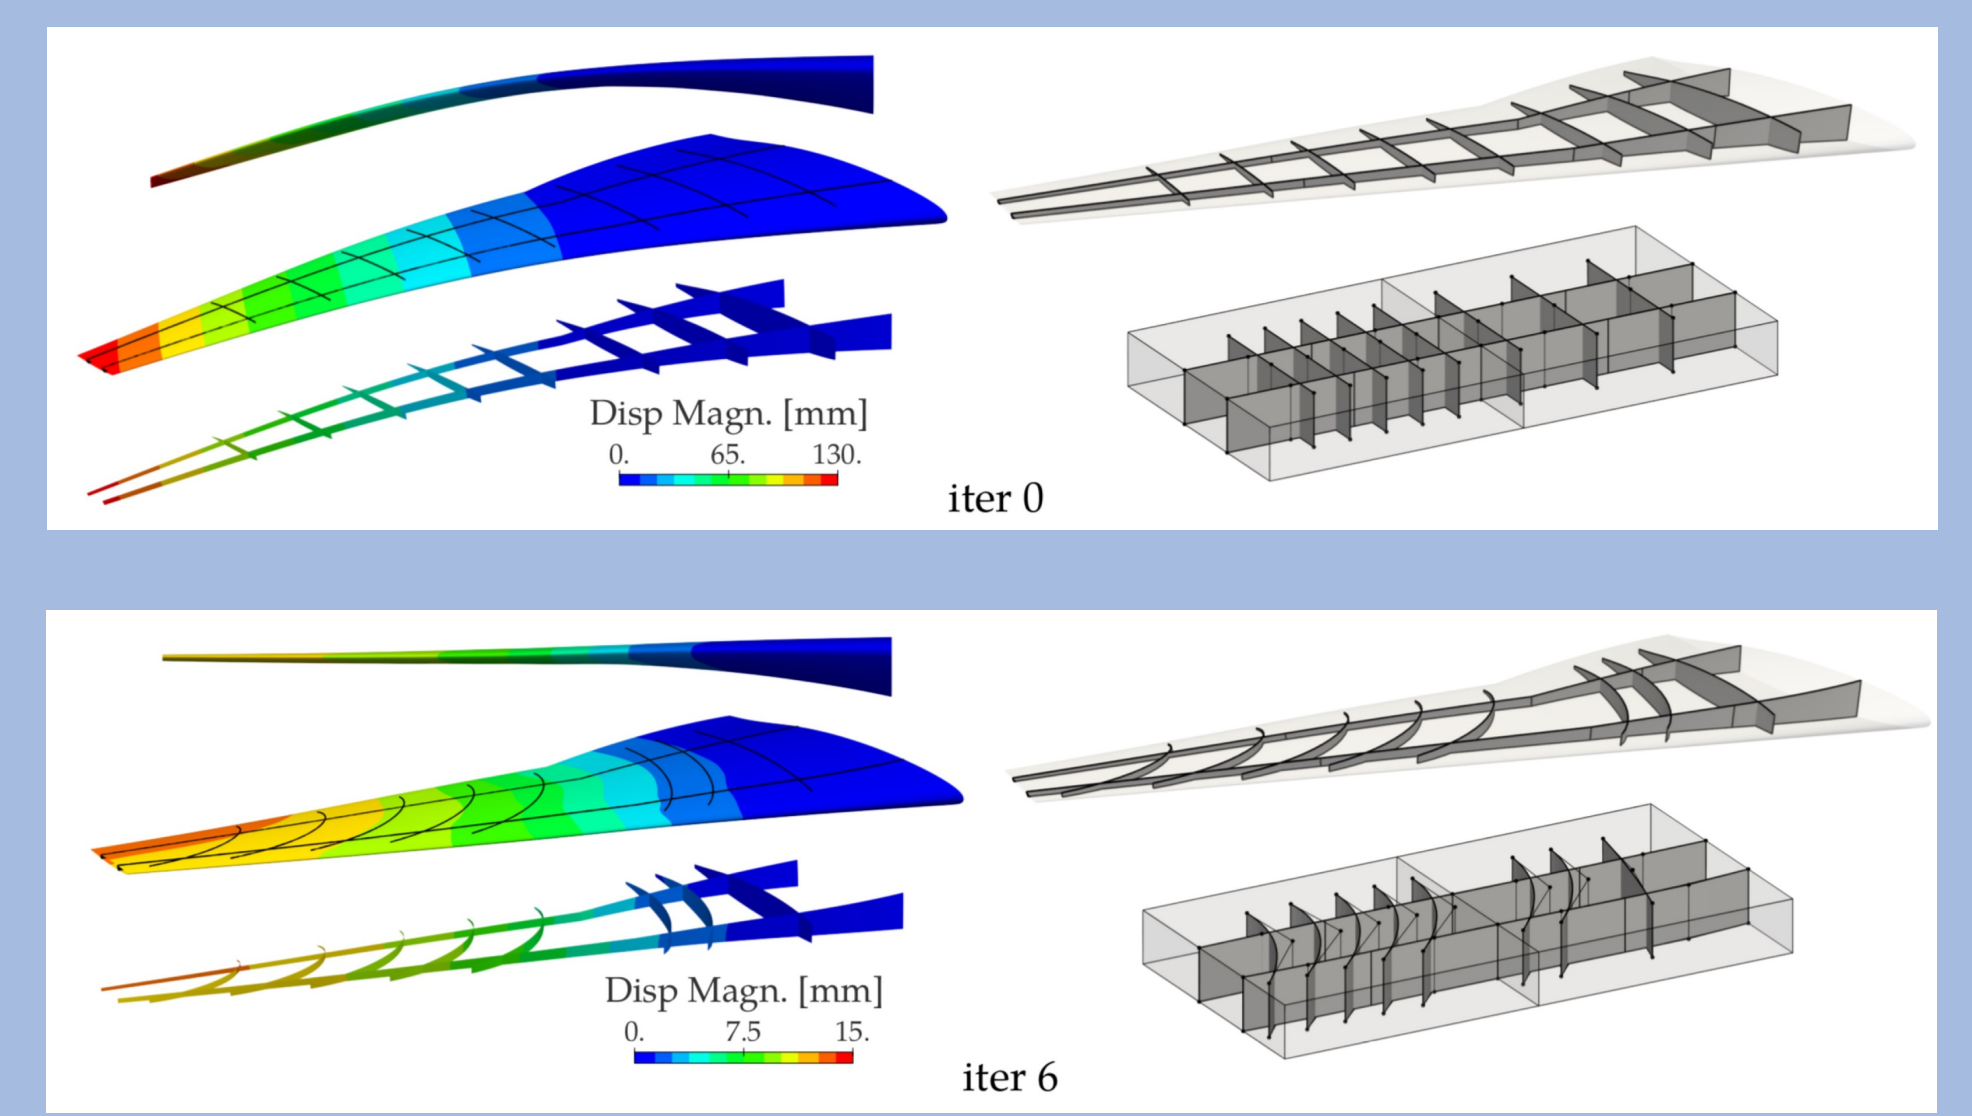 Disp Magn. [mm]
0. 65. 130.
iter 0
Disp Magn. [mm]
0. 7.5 15.
iter 6